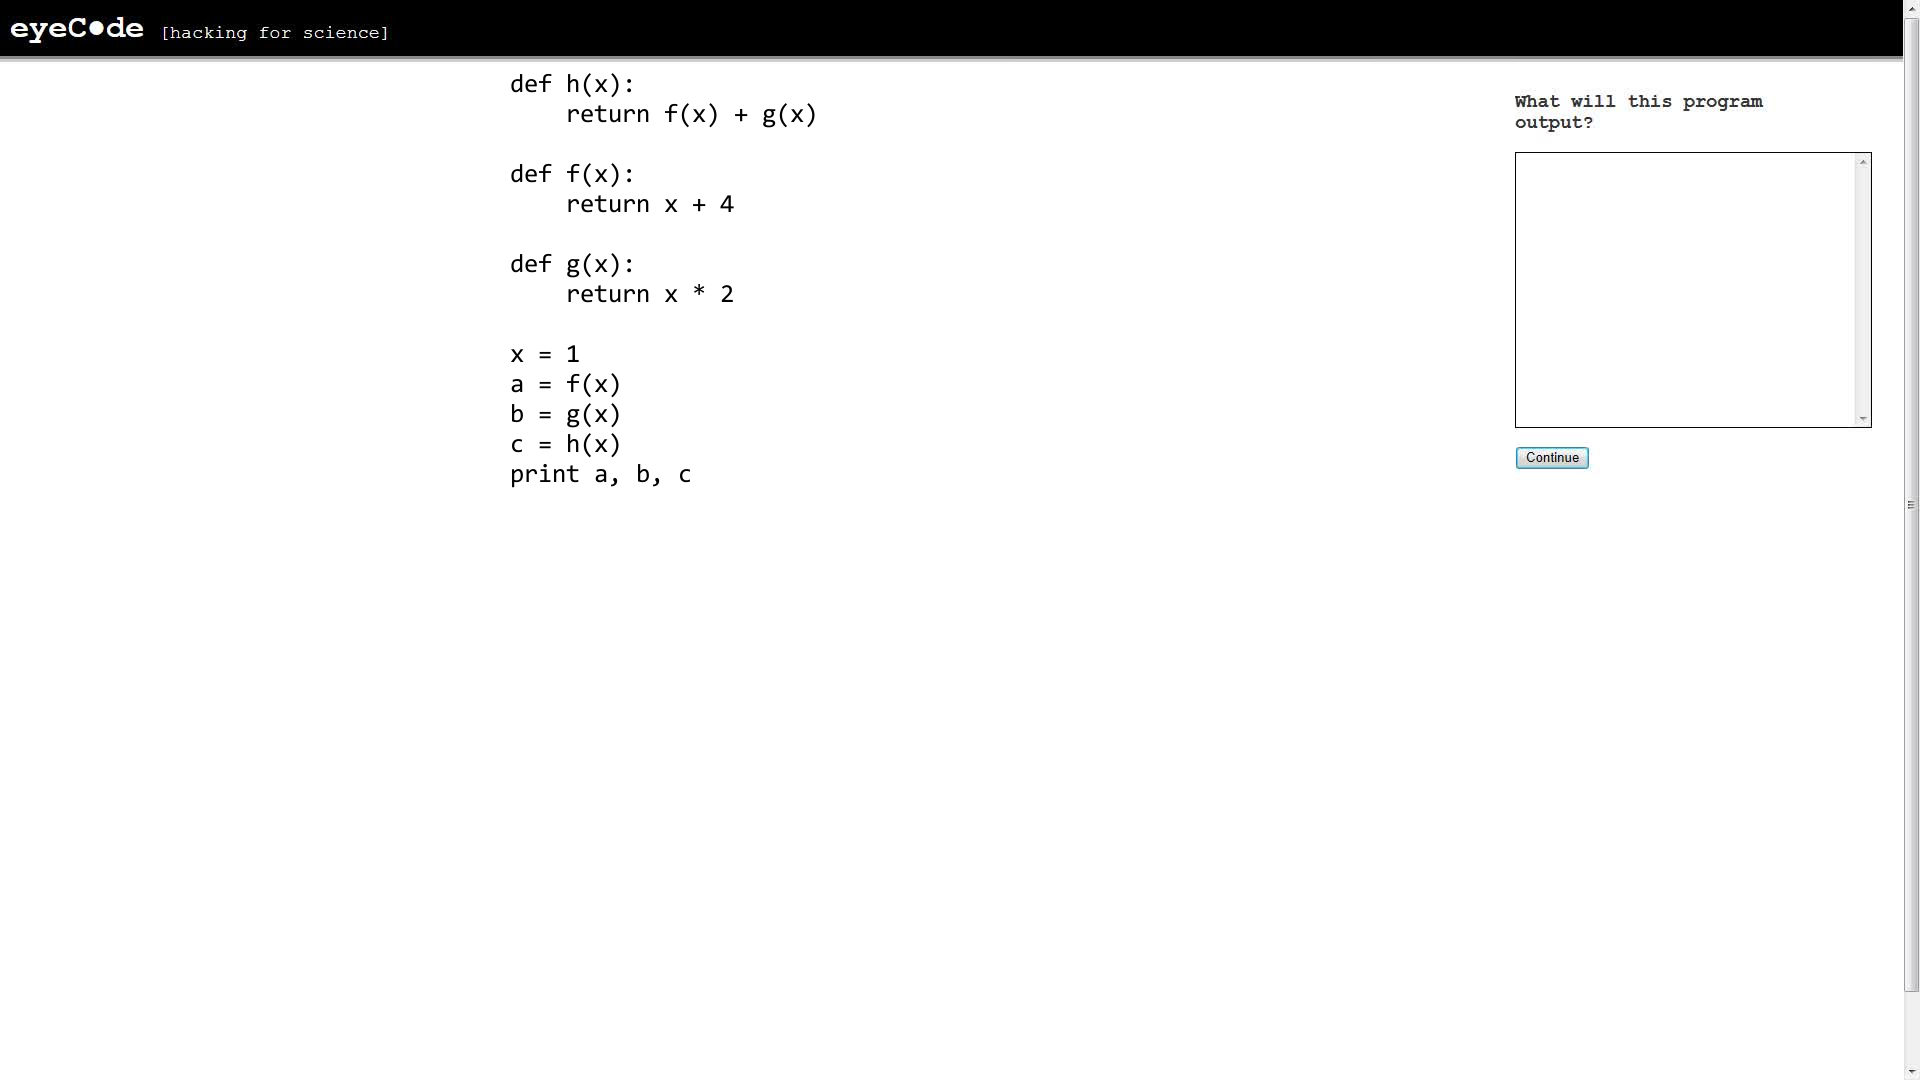 eyeC●de [hacking for science]
def h(x):
    return f(x) + g(x)
def f(x):
    return x + 4
def g(x):
    return x * 2
x = 1
a = f(x)
b = g(x)
c = h(x)
print a, b, c
What will this program
output?
Continue